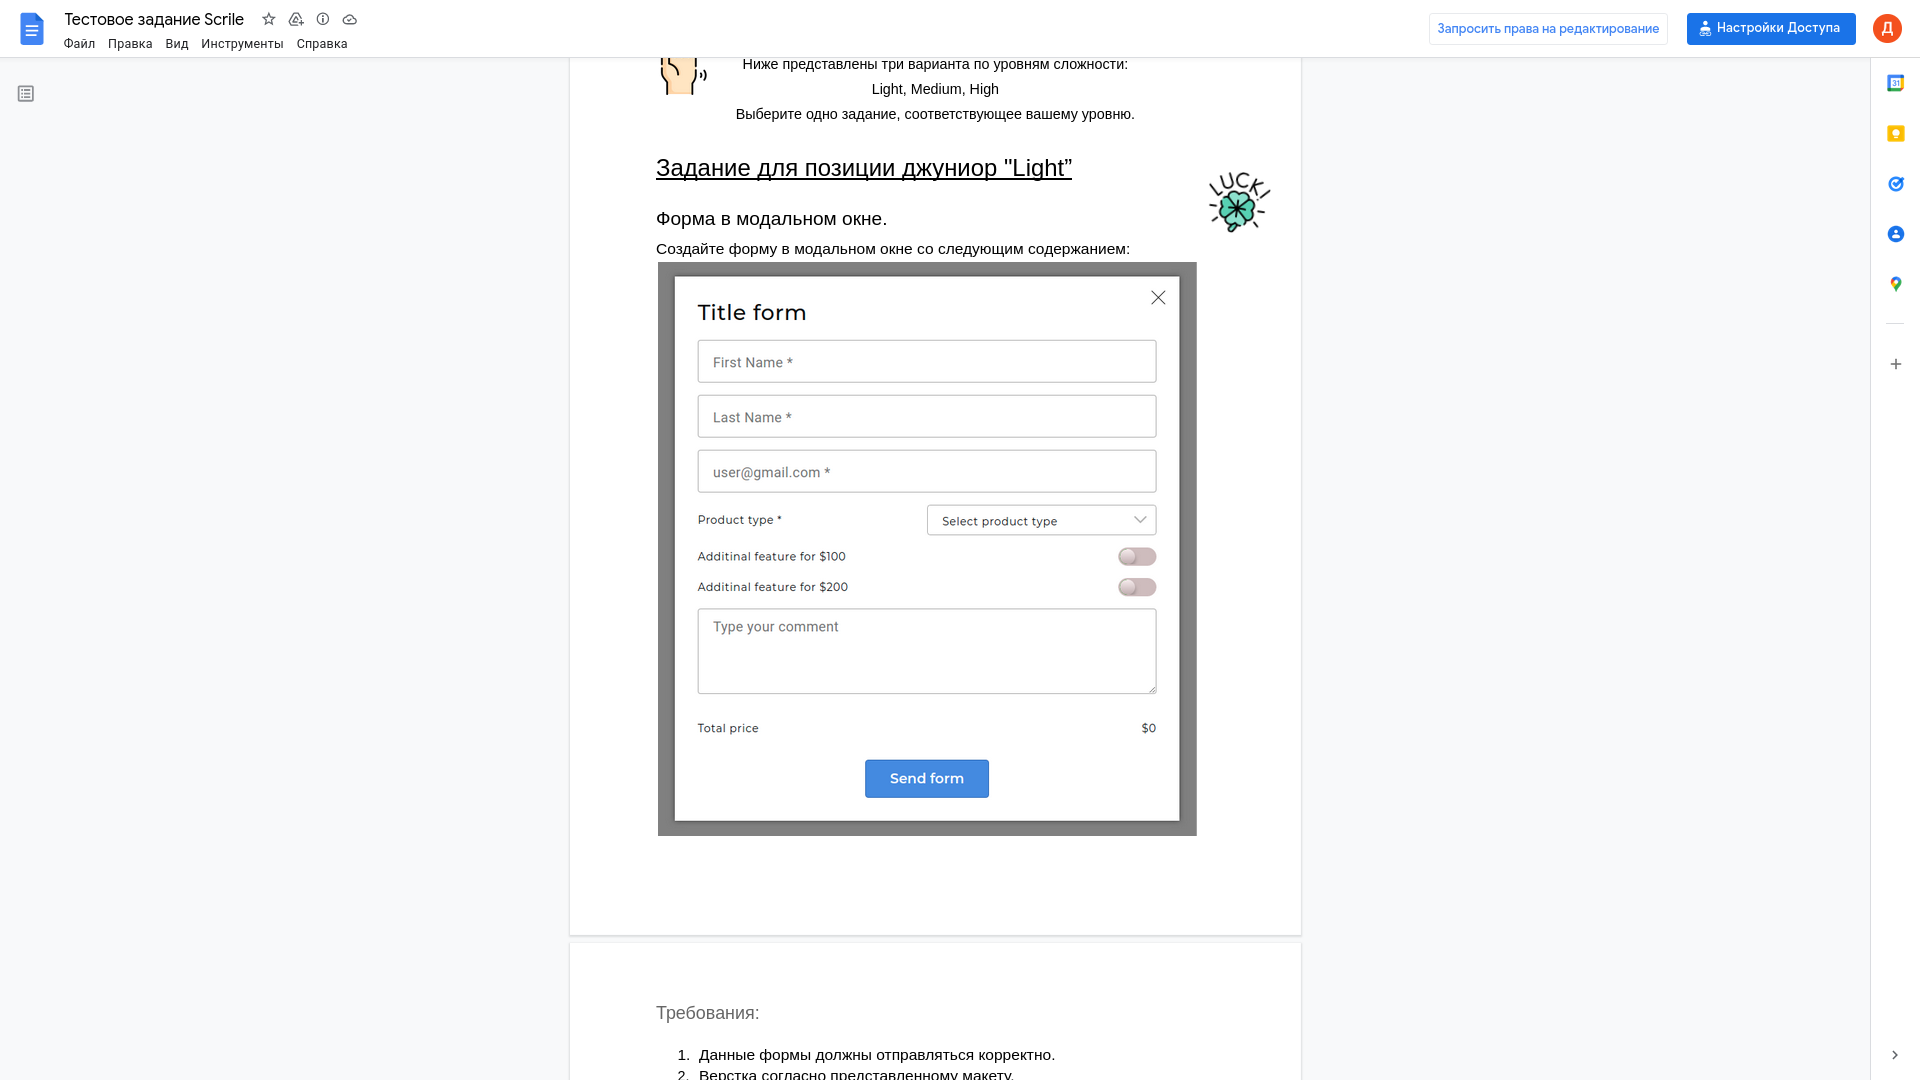 Тестовое задание Scrile
Файл Правка Вид Инструменты Справка
Запросить права на редактирование
Настройки Доступа
Д
31
Ниже представлены три варианта по уровням сложности:
Light, Medium, High
Выберите одно задание, соответствующее вашему уровню.
Задание для позиции джуниор "Light”
LUCK!
Форма в модальном окне.
Создайте форму в модальном окне со следующим содержанием:
Title form
First Name *
Last Name *
user@gmail.com *
Product type *
Select product type
Additinal feature for $100
Additinal feature for $200
Type your comment
Total price
$0
Send form
Требования:
1. Данные формы должны отправляться корректно.
2. Верстка согласно представленному макету.